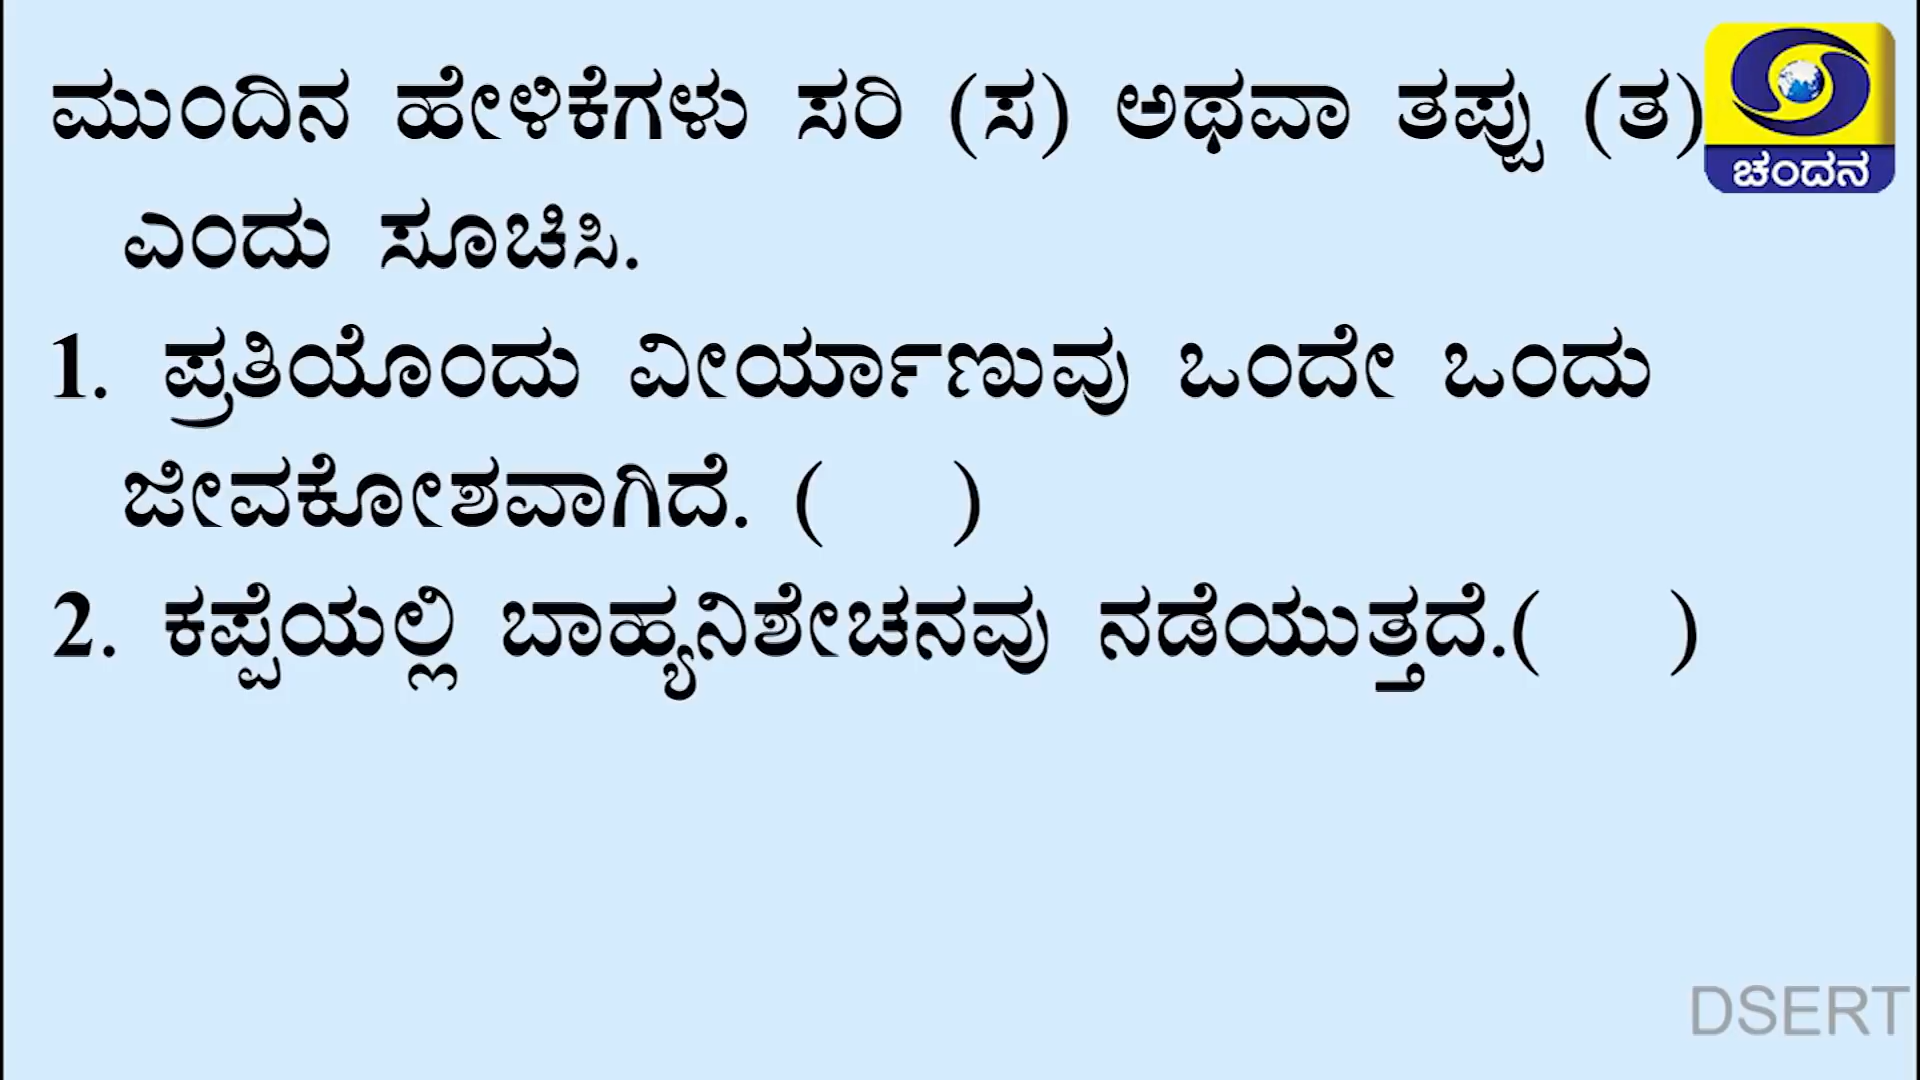 ಮುಂದಿನ ಹೇಳಿಕೆಗಳು ಸರಿ (ಸ) ಅಥವಾ ತಪ್ಪು (ತ)
ಚಂದನ
ಎಂದು ಸೂಚಿಸಿ.
1. ಪ್ರತಿಯೊಂದು ವೀರ್ಯಾಣುವು ಒಂದೇ ಒಂದು
ಜೀವಕೋಶವಾಗಿದೆ. ( )
2. ಕಪ್ಪೆಯಲ್ಲಿ ಬಾಹ್ಯನಿಶೇಚನವು ನಡೆಯುತ್ತದೆ.( )
DSERT